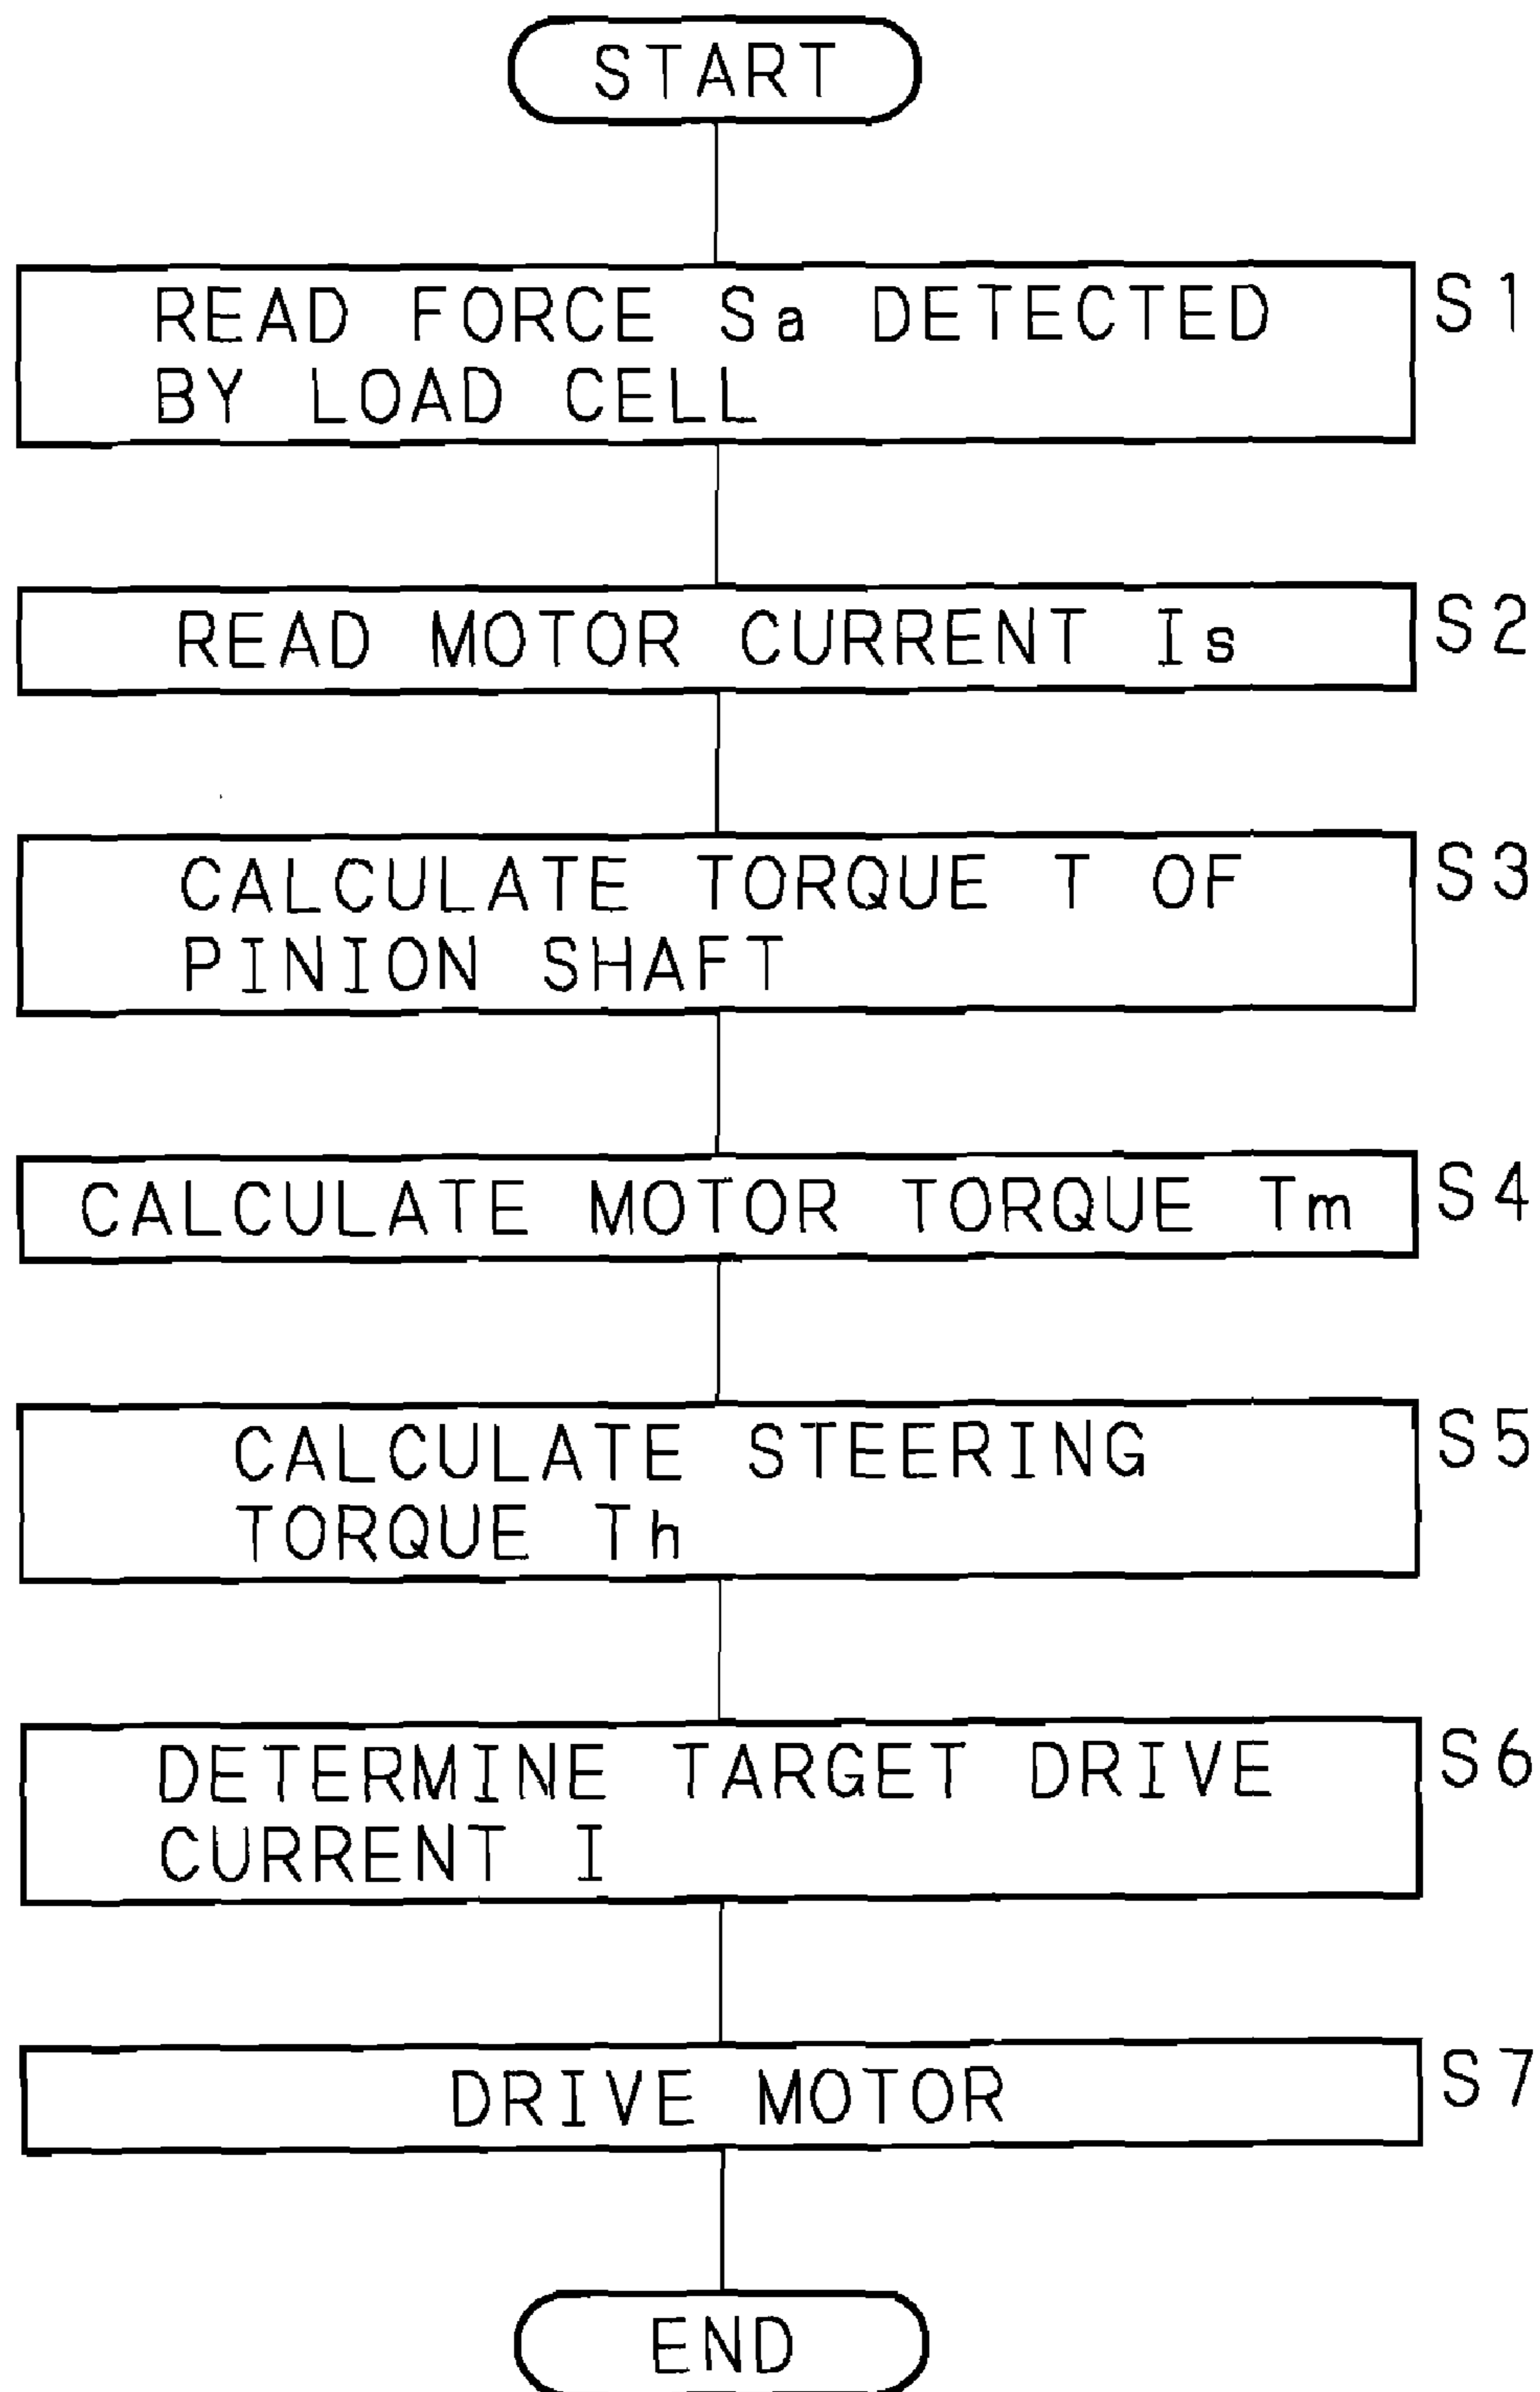 START
READ FORCE Sa DETECTED
BY LOAD CELL
S1
READ MOTOR CURRENT Is
S2
CALCULATE TORQUE T OF
PINION SHAFT
S3
CALCULATE MOTOR TORQUE Tm
S4
CALCULATE STEERING
TORQUE Th
S5
DETERMINE TARGET DRIVE
CURRENT I
S6
DRIVE MOTOR
S7
END